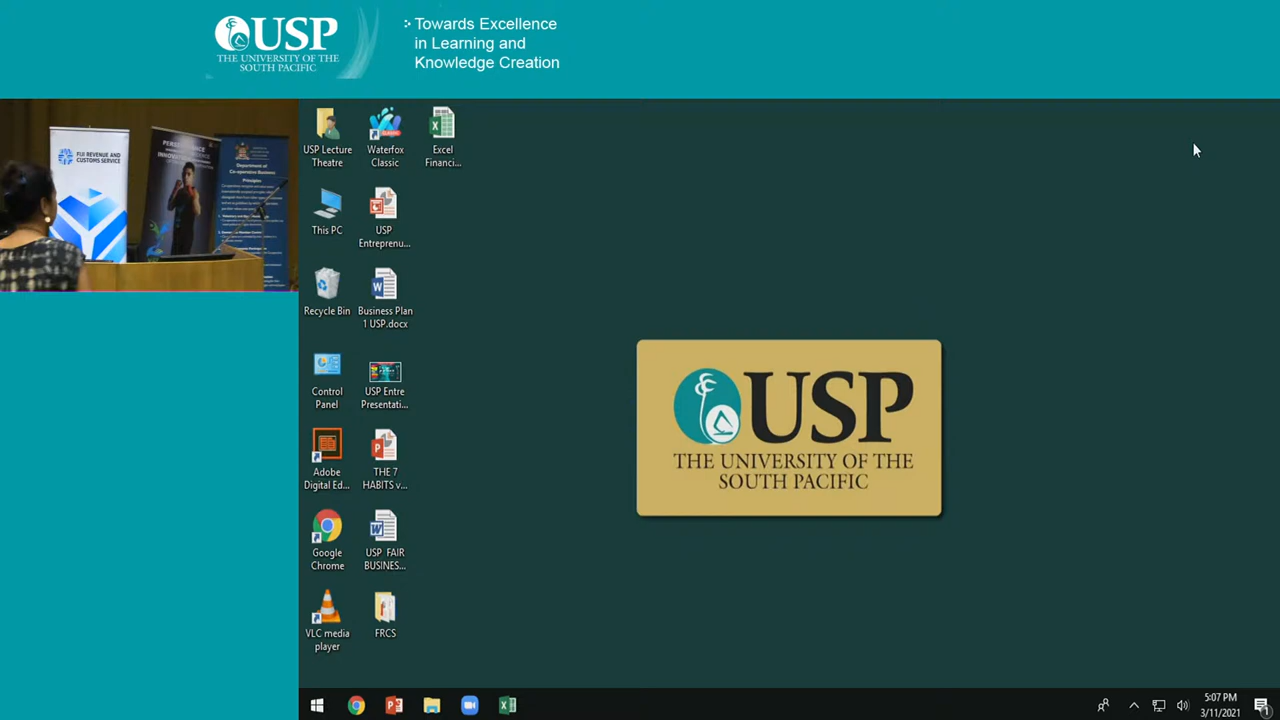 USP
THE UNIVERSITY OF THE
SOUTH PACIFIC
Towards Excellence
in Learning and
Knowledge Creation
FIJI REVENUE AND
CUSTOMS SERVICE
Department of
Co-operative Business
Principles
USP Lecture
Theatre
Waterfox
Classic
Excel
Financi...
This PC
USP
Entreprenu...
Recycle Bin
Business Plan
1 USP.docx
Control
Panel
USP Entre
Presentati...
Adobe
Digital Ed...
THE 7
HABITS v...
Google
Chrome
USP FAIR
BUSINES...
VLC media
player
FRCS
USP
THE UNIVERSITY OF THE
SOUTH PACIFIC
5:07 PM
3/11/2021
1